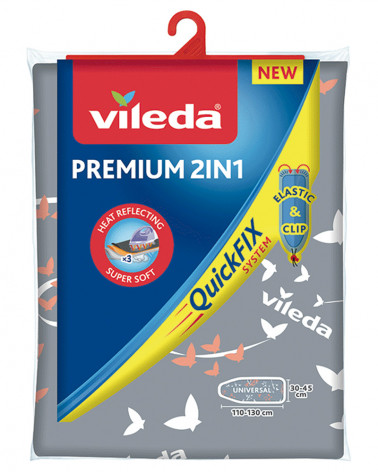 NEW
vileda
PREMIUM 2IN1
HEAT REFLECTING
x3
SUPER SOFT
QuickFIX
SYSTEM
ELASTIC
&
CLIP
vileda
UNIVERSAL
30-45
cm
110-130 cm